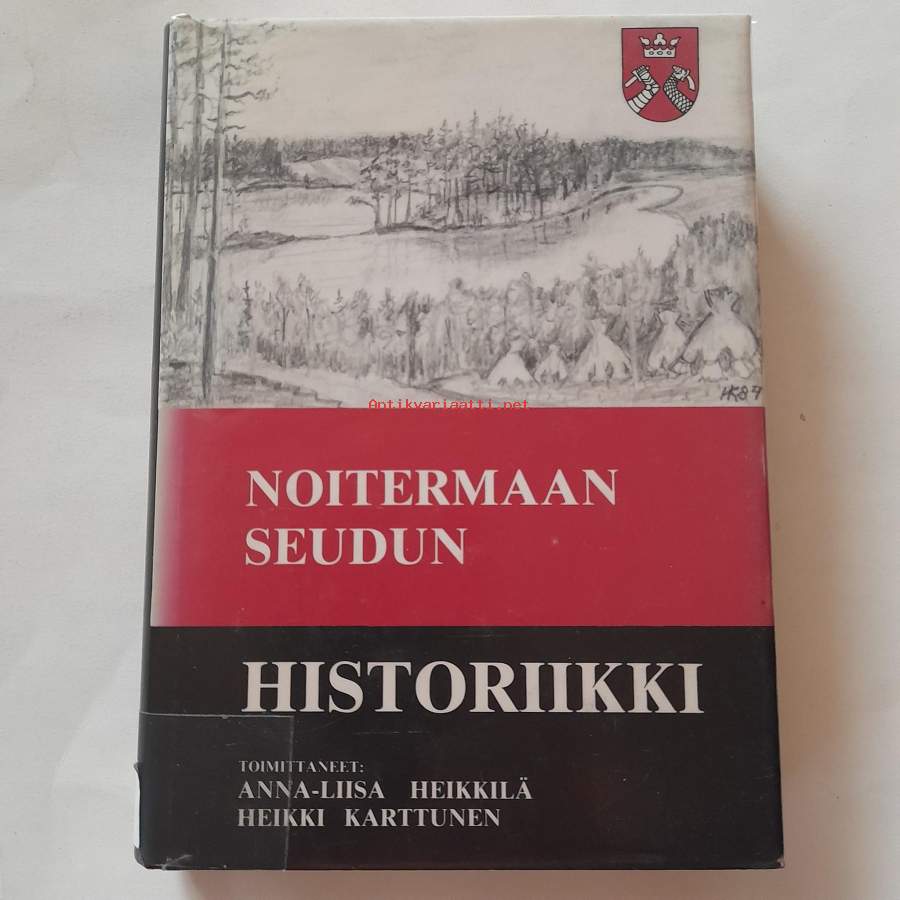 HK87
Antikvariaatti.net
NOITERMAAN
SEUDUN
HISTORIIKKI
TOIMITTANEET:
ANNA-LIISA HEIKKILÄ
HEIKKI KARTTUNEN